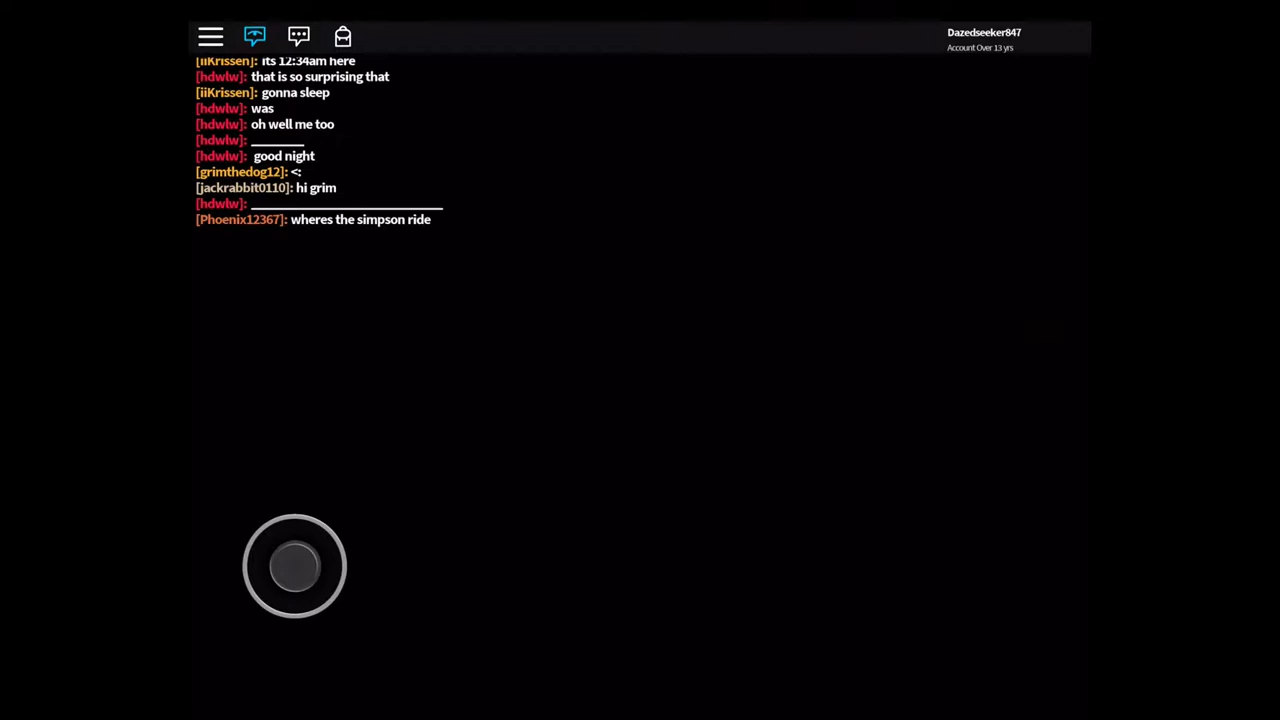 Dazedseeker847
Account Over 13 yrs
[iiKrissen]: its 12:34am here
[hdwlw]: that is so surprising that
[iiKrissen]: gonna sleep
[hdwlw]: was
[hdwlw]: oh well me too
[hdwlw]: _______
[hdwlw]: good night
[grimthedog12]: <:
[jackrabbit0110]: hi grim
[hdwlw]: __________________________
[Phoenix12367]: wheres the simpson ride